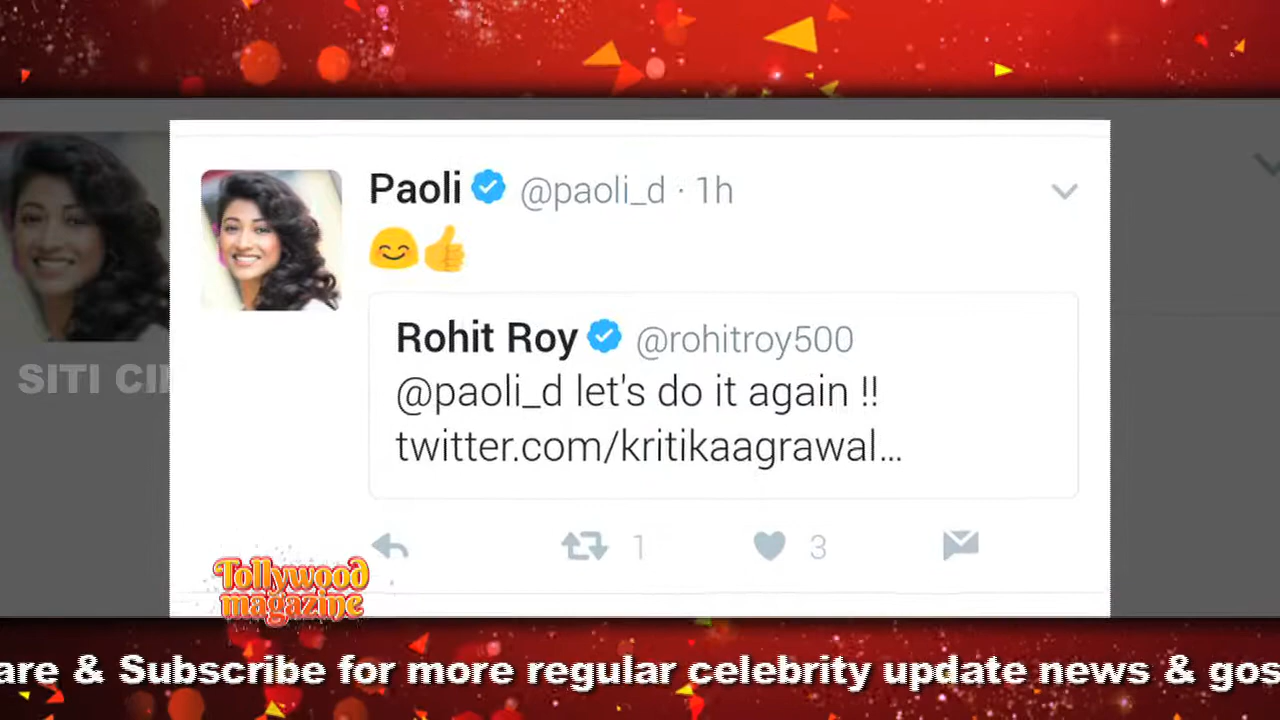 Paoli @paoli_d · 1h
😊👍
Rohit Roy @rohitroy500
@paoli_d let's do it again !!
twitter.com/kritikaagrawal...
1 3
SITI CI
Tollywood
magazine
are & Subscribe for more regular celebrity update news & gos